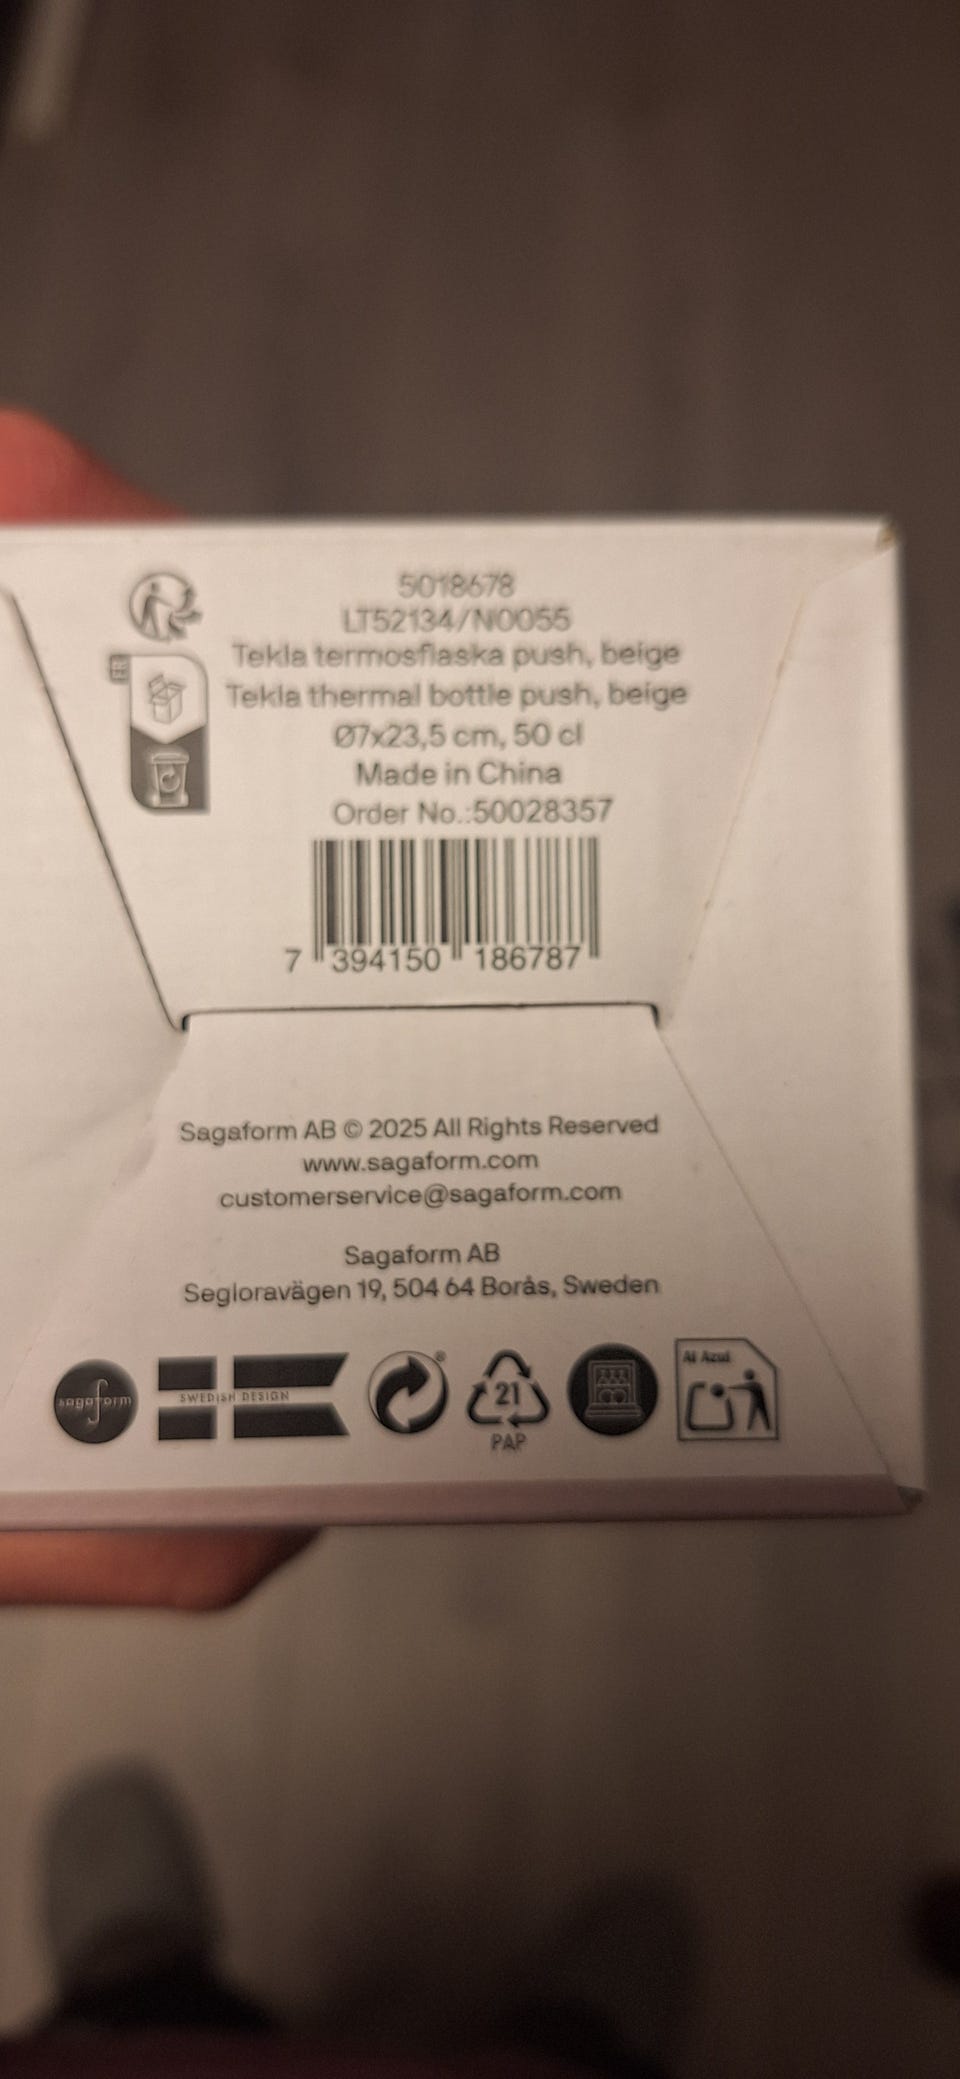 5018678
LT52134/N0055
Tekla termosflaska push, beige
Tekla thermal bottle push, beige
Ø7x23,5 cm, 50 cl
Made in China
Order No.:50028357
7 394150 186787
FR
Sagaform AB © 2025 All Rights Reserved
www.sagaform.com
customerservice@sagaform.com
Sagaform AB
Segloravägen 19, 504 64 Borås, Sweden
sagaform
SWEDISH DESIGN
®
21
PAP
Al Azul